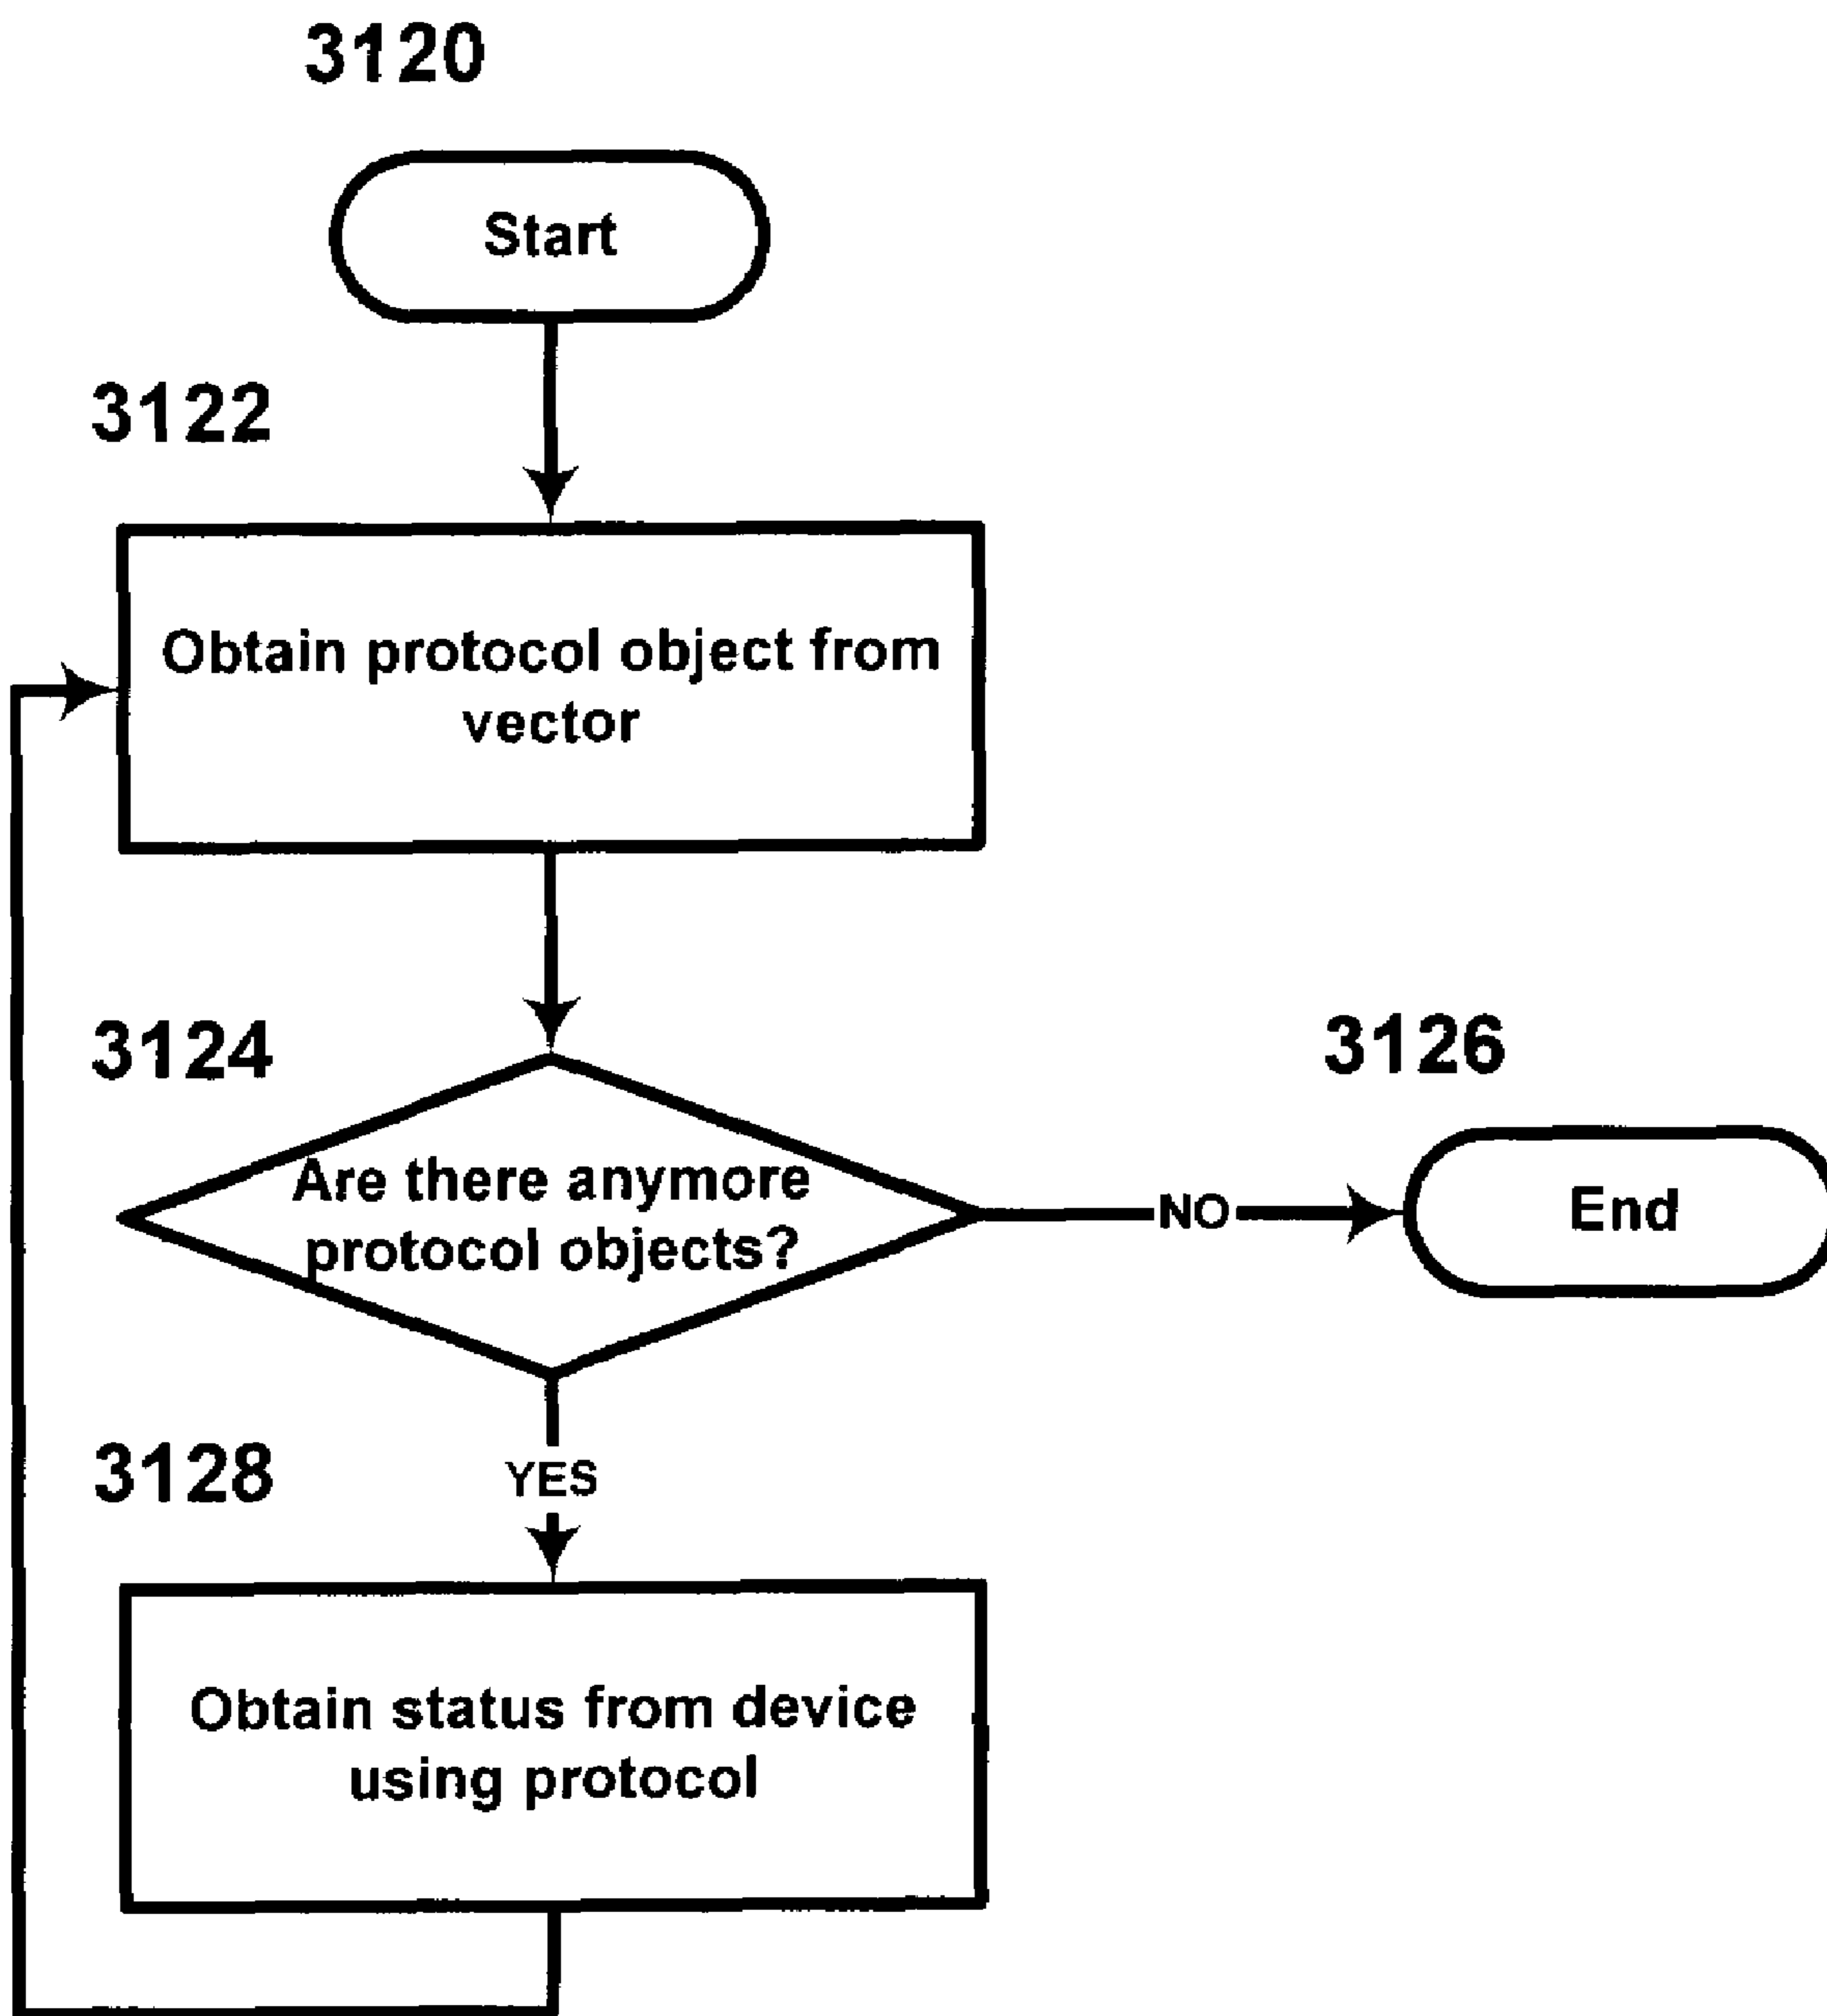 3120
Start
3122
Obtain protocol object from
vector
3124
Are there anymore
protocol objects?
NO
3126
End
YES
3128
Obtain status from device
using protocol